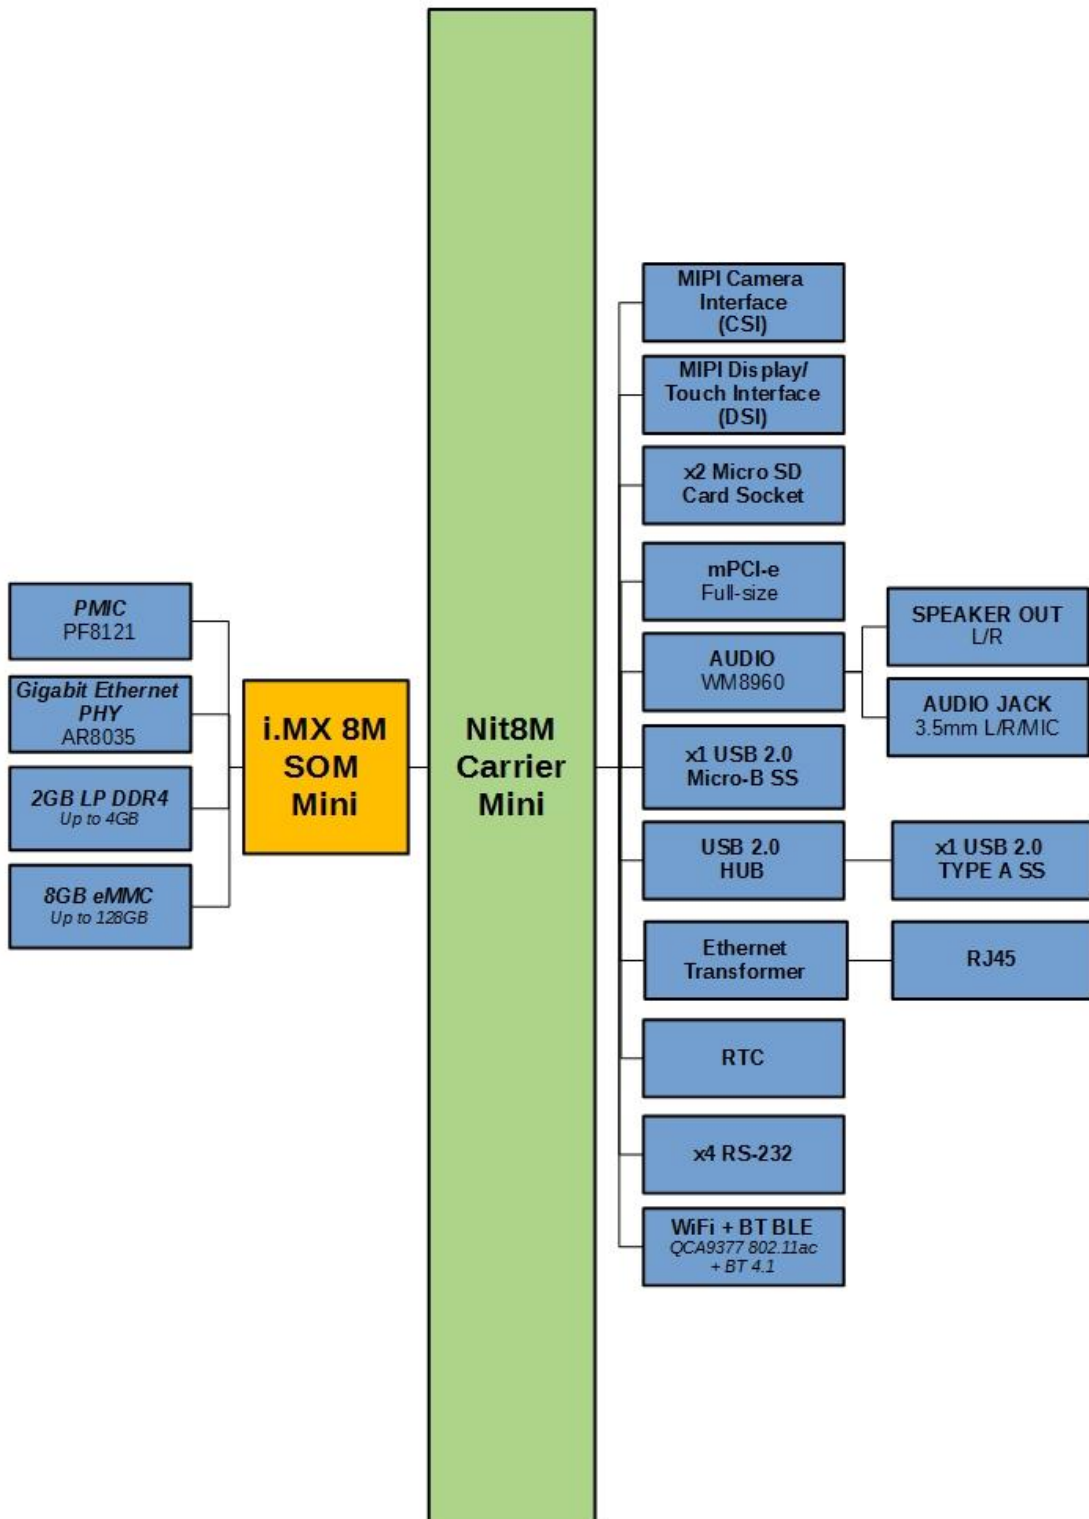 PMIC
PF8121
Gigabit Ethernet
PHY
AR8035
2GB LP DDR4
Up to 4GB
8GB eMMC
Up to 128GB
i.MX 8M
SOM
Mini
Nit8M
Carrier
Mini
MIPI Camera
Interface
(CSI)
MIPI Display/
Touch Interface
(DSI)
x2 Micro SD
Card Socket
mPCI-e
Full-size
AUDIO
WM8960
SPEAKER OUT
L/R
AUDIO JACK
3.5mm L/R/MIC
x1 USB 2.0
Micro-B SS
USB 2.0
HUB
x1 USB 2.0
TYPE A SS
Ethernet
Transformer
RJ45
RTC
x4 RS-232
WiFi + BT BLE
QCA9377 802.11ac
+ BT 4.1